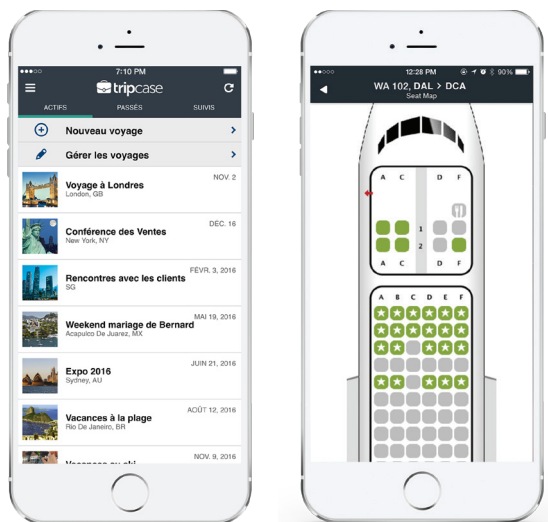 7:10 PM
tripcase
ACTIFS PASSÉS SUIVIS
Nouveau voyage
Gérer les voyages
NOV. 2
Voyage à Londres
London, GB
DÉC. 16
Conférence des Ventes
New York, NY
FÉVR. 3, 2016
Rencontres avec les clients
SG
MAI 19, 2016
Weekend mariage de Bernard
Acapulco De Juarez, MX
JUIN 21, 2016
Expo 2016
Sydney, AU
AOÛT 12, 2016
Vacances à la plage
Rio De Janeiro, BR
NOV. 9, 2016
Vacances au ski
12:28 PM 90%
WA 102, DAL > DCA
Seat Map
A C D F
1
2
A C D F
A B C D E F